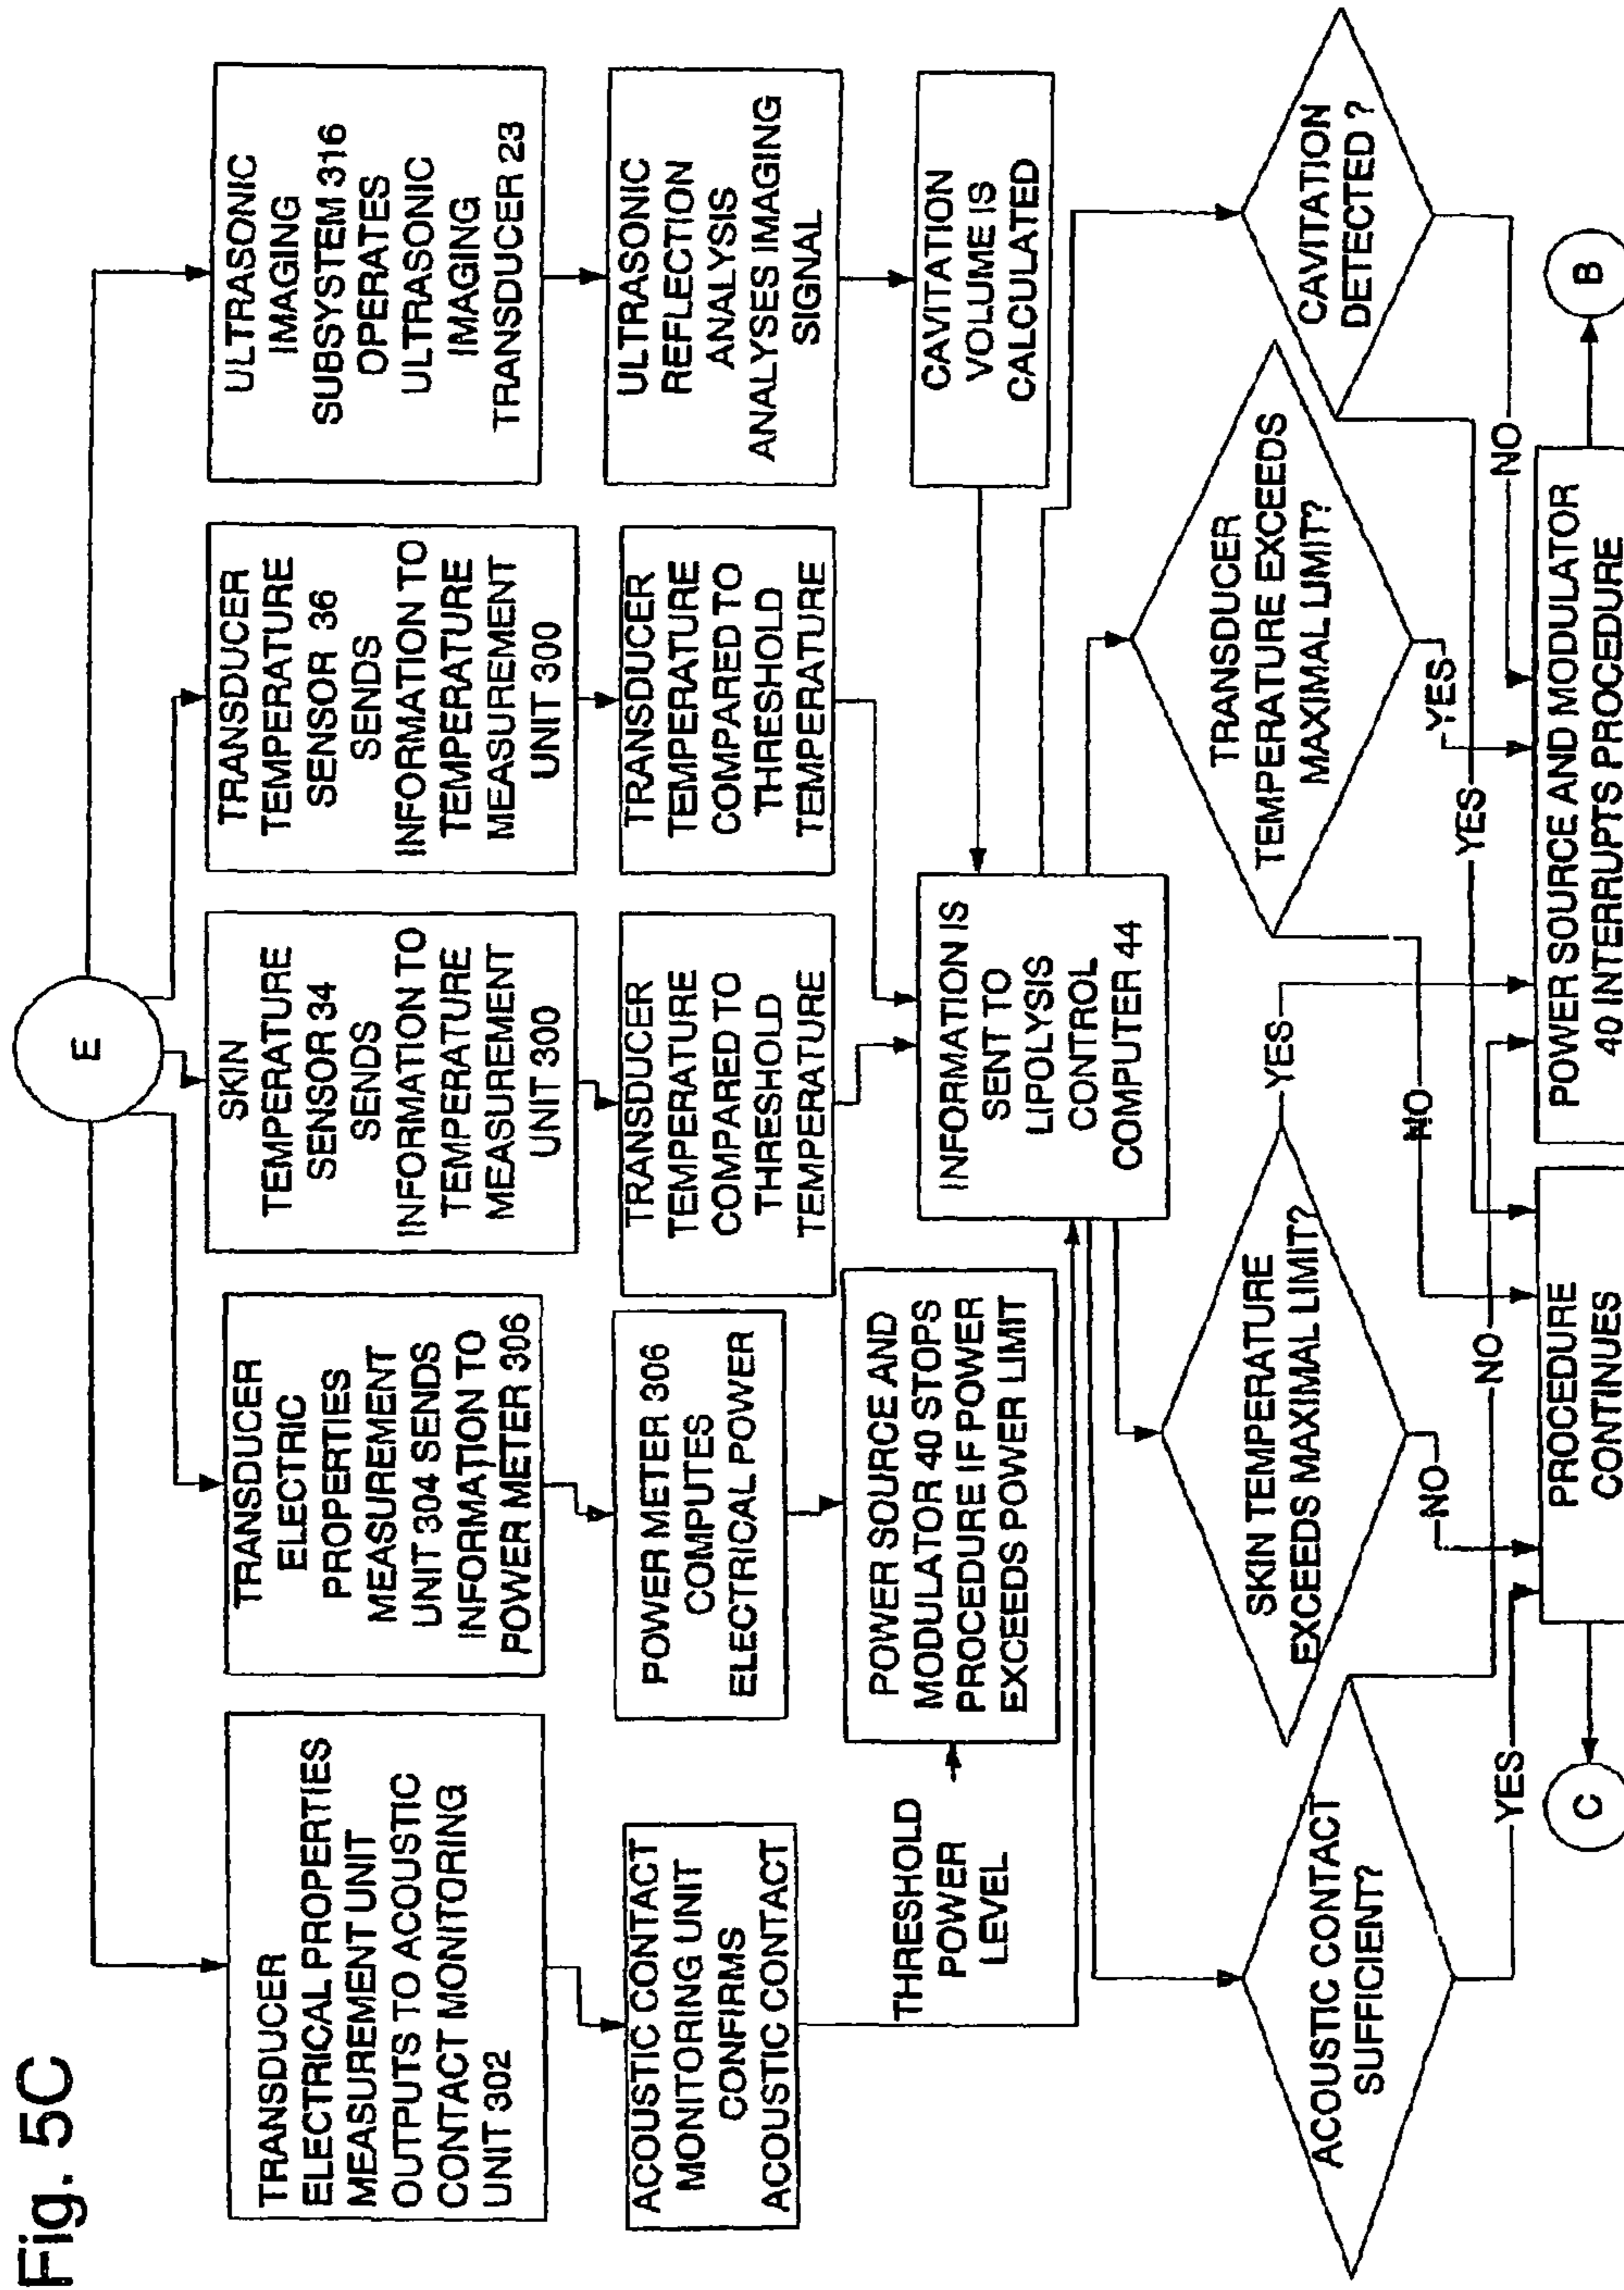 Fig. 5C
E
TRANSDUCER
ELECTRICAL PROPERTIES
MEASUREMENT UNIT
OUTPUTS TO ACOUSTIC
CONTACT MONITORING
UNIT 302
TRANSDUCER
ELECTRIC
PROPERTIES
MEASUREMENT
UNIT 304 SENDS
INFORMATION TO
POWER METER 306
SKIN
TEMPERATURE
SENSOR 34
SENDS
INFORMATION TO
TEMPERATURE
MEASUREMENT
UNIT 300
TRANSDUCER
TEMPERATURE
SENSOR 36
SENDS
INFORMATION TO
TEMPERATURE
MEASUREMENT
UNIT 300
ULTRASONIC
IMAGING
SUBSYSTEM 316
OPERATES
ULTRASONIC
IMAGING
TRANSDUCER 23
ACOUSTIC CONTACT
MONITORING UNIT
CONFIRMS
ACOUSTIC CONTACT
POWER METER 306
COMPUTES
ELECTRICAL POWER
TRANSDUCER
TEMPERATURE
COMPARED TO
THRESHOLD
TEMPERATURE
TRANSDUCER
TEMPERATURE
COMPARED TO
THRESHOLD
TEMPERATURE
ULTRASONIC
REFLECTION
ANALYSIS
ANALYSES IMAGING
SIGNAL
THRESHOLD
POWER
LEVEL
POWER SOURCE AND
MODULATOR 40 STOPS
PROCEDURE IF POWER
EXCEEDS POWER LIMIT
INFORMATION IS
SENT TO
LIPOLYSIS
CONTROL
COMPUTER 44
CAVITATION
VOLUME IS
CALCULATED
ACOUSTIC CONTACT
SUFFICIENT?
SKIN TEMPERATURE
EXCEEDS MAXIMAL LIMIT?
TRANSDUCER
TEMPERATURE EXCEEDS
MAXIMAL LIMIT?
CAVITATION
DETECTED ?
YES
NO
NO
YES
NO
YES
YES
NO
C
PROCEDURE
CONTINUES
POWER SOURCE AND MODULATOR
40 INTERRUPTS PROCEDURE
B